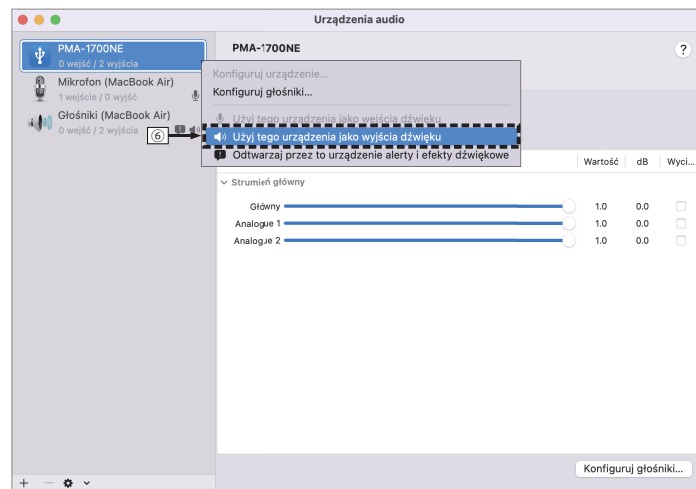 Urządzenia audio
PMA-1700NE
0 wejść / 2 wyjścia
Mikrofon (MacBook Air)
1 wejście / 0 wyjść
Głośniki (MacBook Air)
0 wejść / 2 wyjścia
6
PMA-1700NE
?
Konfiguruj urządzenie...
Konfiguruj głośniki...
Użyj tego urządzenia jako wejścia dźwięku
Użyj tego urządzenia jako wyjścia dźwięku
Odtwarzaj przez to urządzenie alerty i efekty dźwiękowe
Wartość dB Wyci...
Strumień główny
Główny 1.0 0.0
Analogue 1 1.0 0.0
Analogue 2 1.0 0.0
Konfiguruj głośniki...